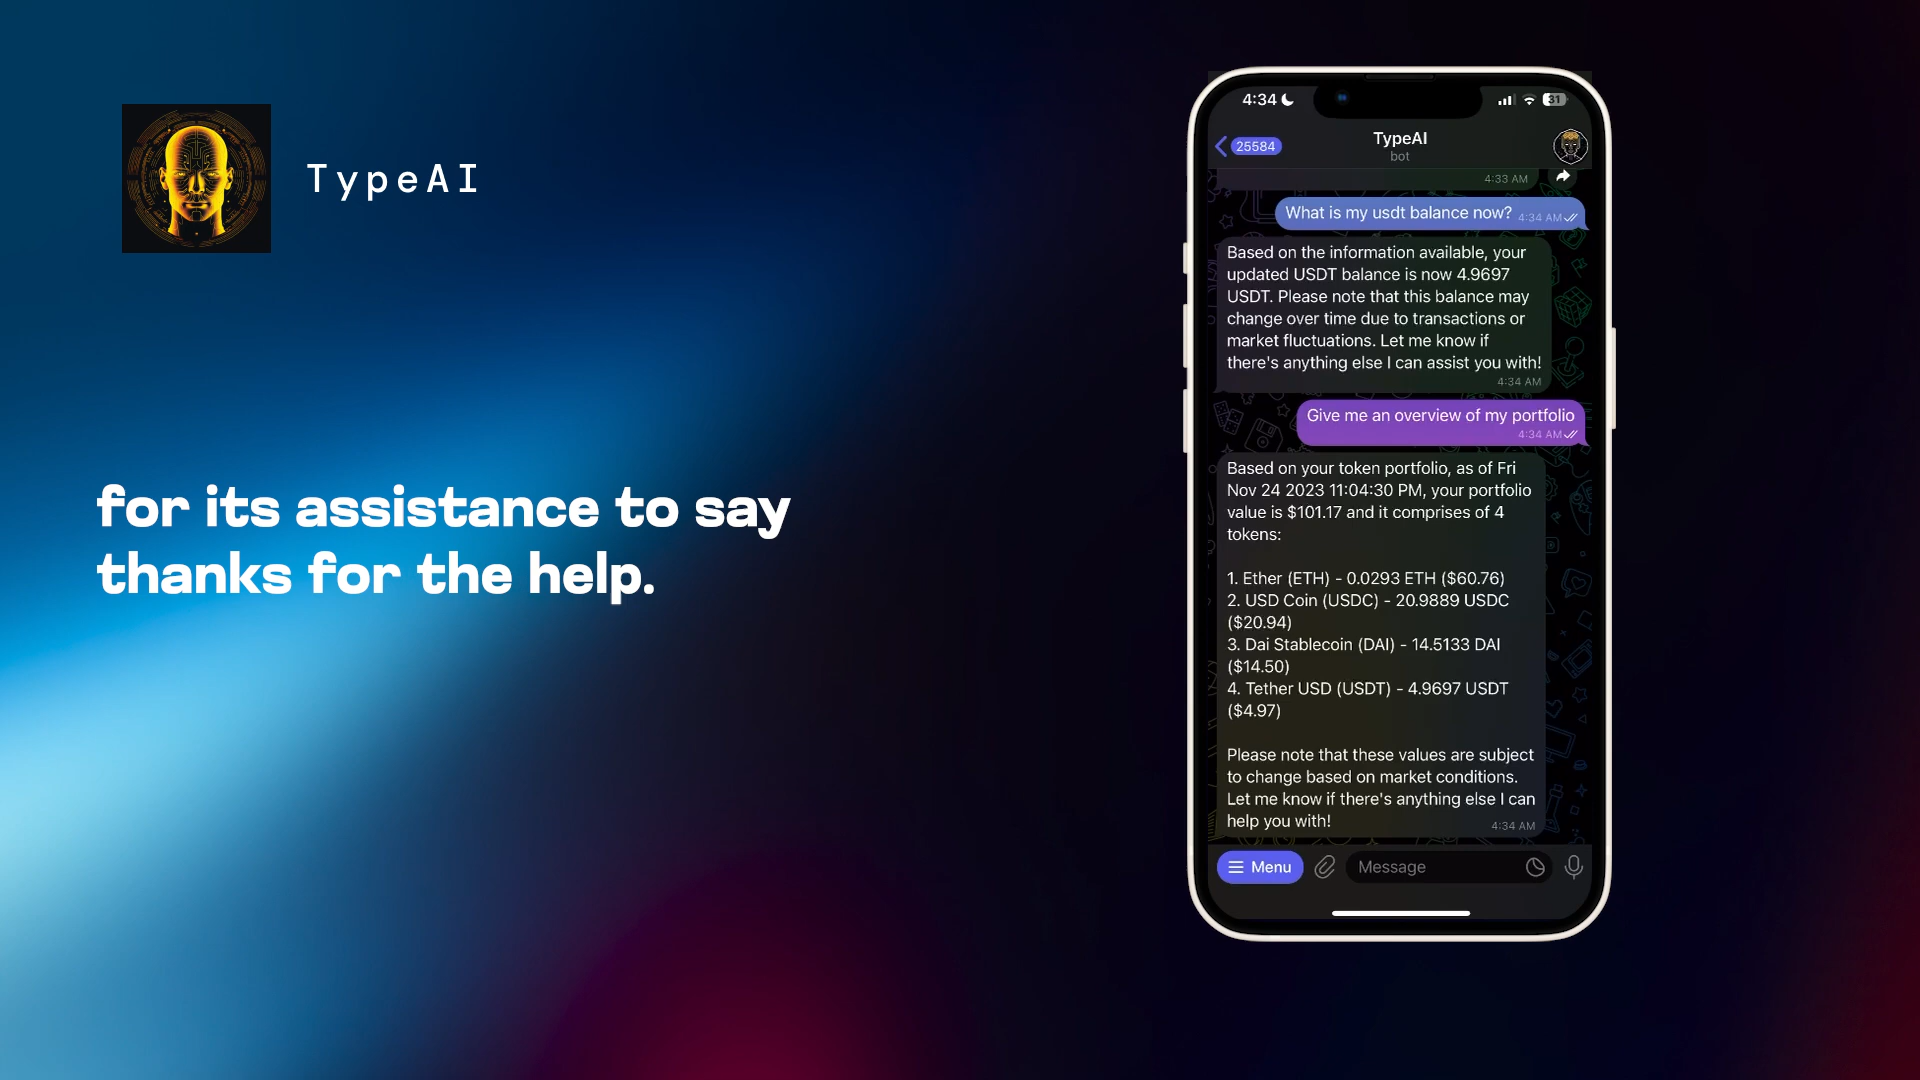 TypeAI
for its assistance to say
thanks for the help.
4:34
31
25584
TypeAI
bot
4:33 AM
What is my usdt balance now? 4:34 AM
Based on the information available, your
updated USDT balance is now 4.9697
USDT. Please note that this balance may
change over time due to transactions or
market fluctuations. Let me know if
there's anything else I can assist you with!
4:34 AM
Give me an overview of my portfolio
4:34 AM
Based on your token portfolio, as of Fri
Nov 24 2023 11:04:30 PM, your portfolio
value is $101.17 and it comprises of 4
tokens:
1. Ether (ETH) - 0.0293 ETH ($60.76)
2. USD Coin (USDC) - 20.9889 USDC
($20.94)
3. Dai Stablecoin (DAI) - 14.5133 DAI
($14.50)
4. Tether USD (USDT) - 4.9697 USDT
($4.97)
Please note that these values are subject
to change based on market conditions.
Let me know if there's anything else I can
help you with! 4:34 AM
Menu
Message